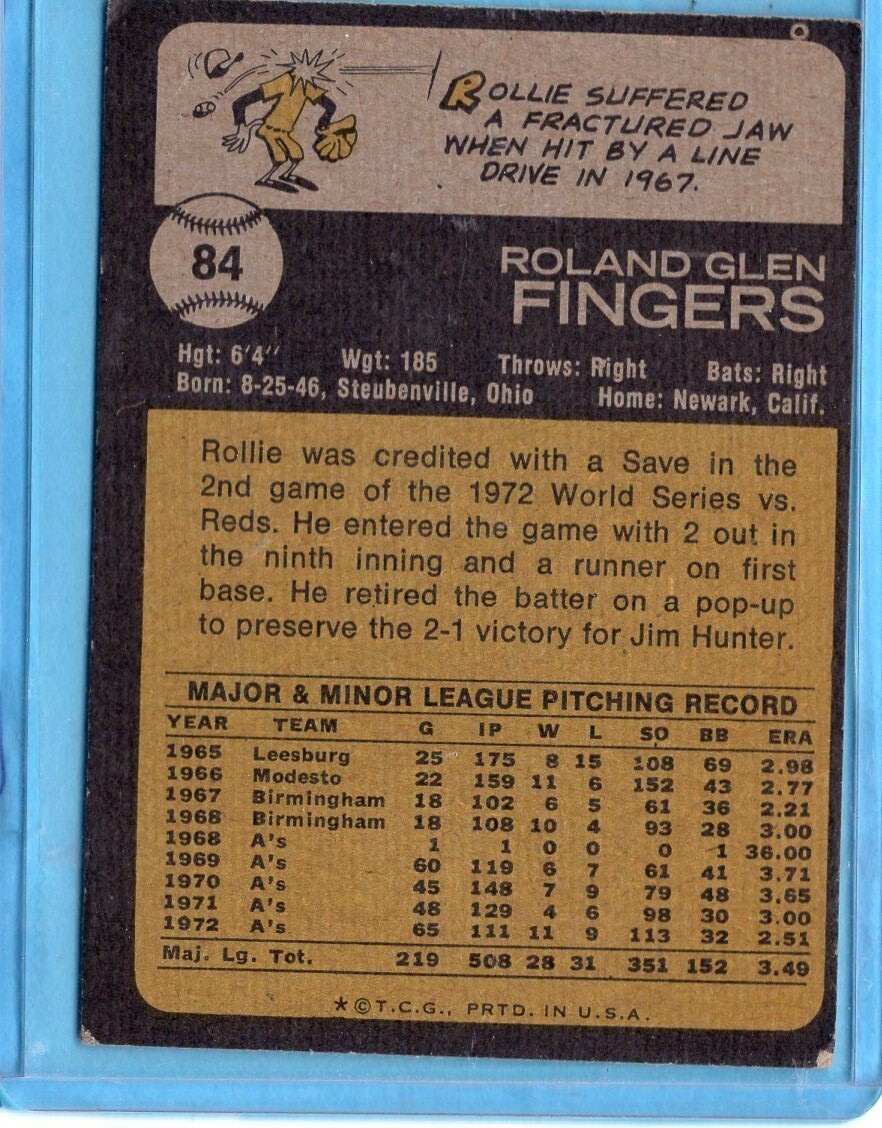 ROLLIE SUFFERED
A FRACTURED JAW
WHEN HIT BY A LINE
DRIVE IN 1967.
84
ROLAND GLEN
FINGERS
Hgt: 6'4" Wgt: 185 Throws: Right Bats: Right
Born: 8-25-46, Steubenville, Ohio Home: Newark, Calif.
Rollie was credited with a Save in the
2nd game of the 1972 World Series vs.
Reds. He entered the game with 2 out in
the ninth inning and a runner on first
base. He retired the batter on a pop-up
to preserve the 2-1 victory for Jim Hunter.
MAJOR & MINOR LEAGUE PITCHING RECORD
YEAR TEAM G IP W L SO BB ERA
1965 Leesburg 25 175 8 15 108 69 2.98
1966 Modesto 22 159 11 6 152 43 2.77
1967 Birmingham 18 102 6 5 61 36 2.21
1968 Birmingham 18 108 10 4 93 28 3.00
1968 A's 1 1 0 0 0 1 36.00
1969 A's 60 119 6 7 61 41 3.71
1970 A's 45 148 7 9 79 48 3.65
1971 A's 48 129 4 6 98 30 3.00
1972 A's 65 111 11 9 113 32 2.51
Maj. Lg. Tot. 219 508 28 31 351 152 3.49
*©T.C.G., PRTD. IN U.S.A.